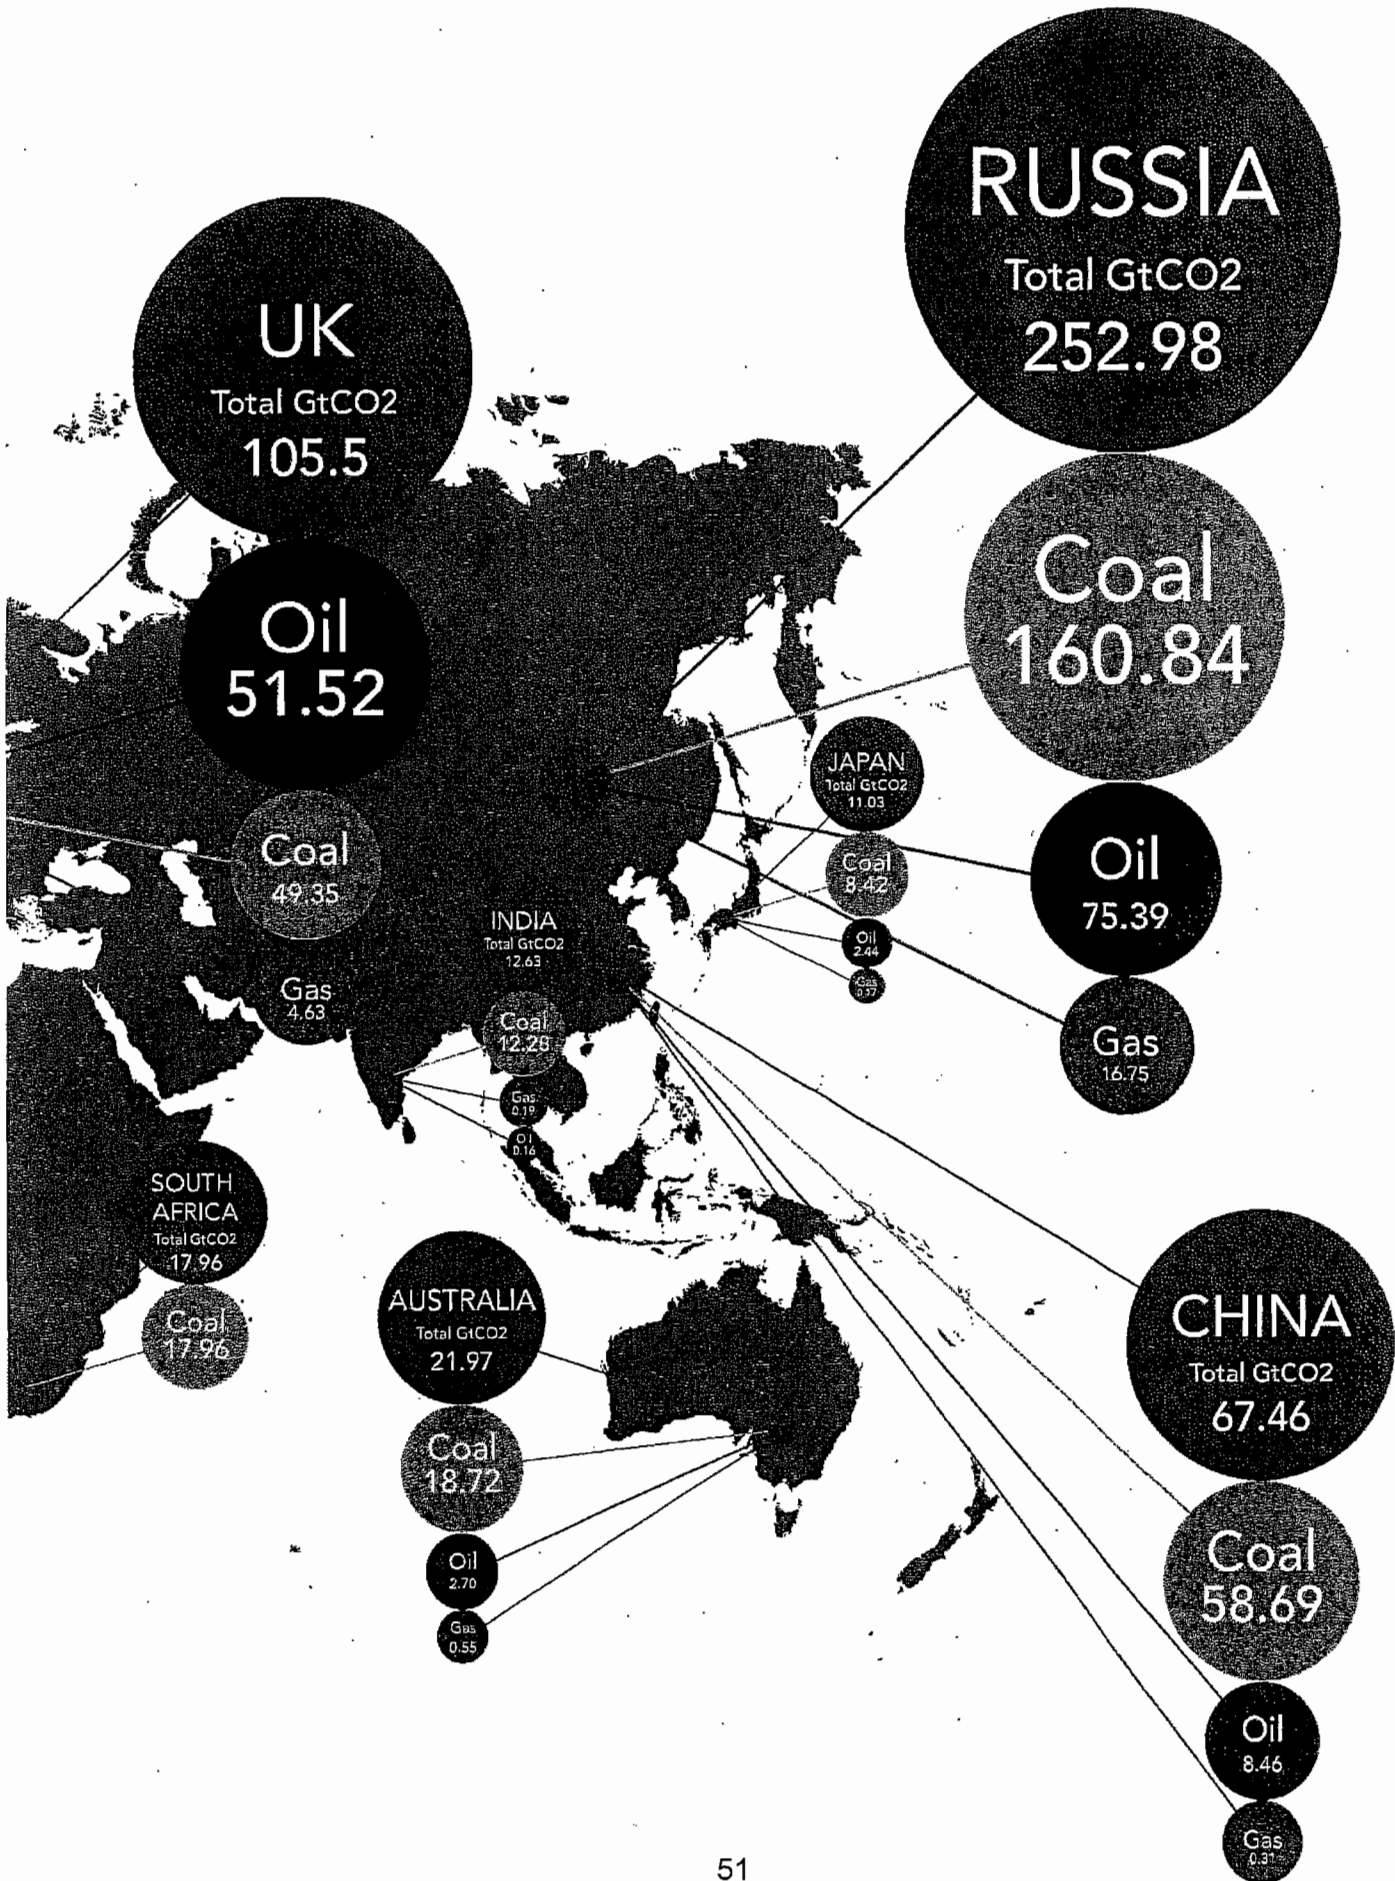 RUSSIA
Total GtCO2
252.98
Coal
160.84
Oil
75.39
Gas
16.75
UK
Total GtCO2
105.5
Oil
51.52
Coal
49.35
Gas
4.63
JAPAN
Total GtCO2
11.03
Coal
8.42
Oil
2.44
Gas
INDIA
Total GtCO2
12.63
Coal
12.28
Gas
0.19
Oil
0.16
SOUTH
AFRICA
Total GtCO2
17.96
Coal
17.96
AUSTRALIA
Total GtCO2
21.97
Coal
18.72
Oil
2.70
Gas
0.55
CHINA
Total GtCO2
67.46
Coal
58.69
Oil
8.46
Gas
0.31
51